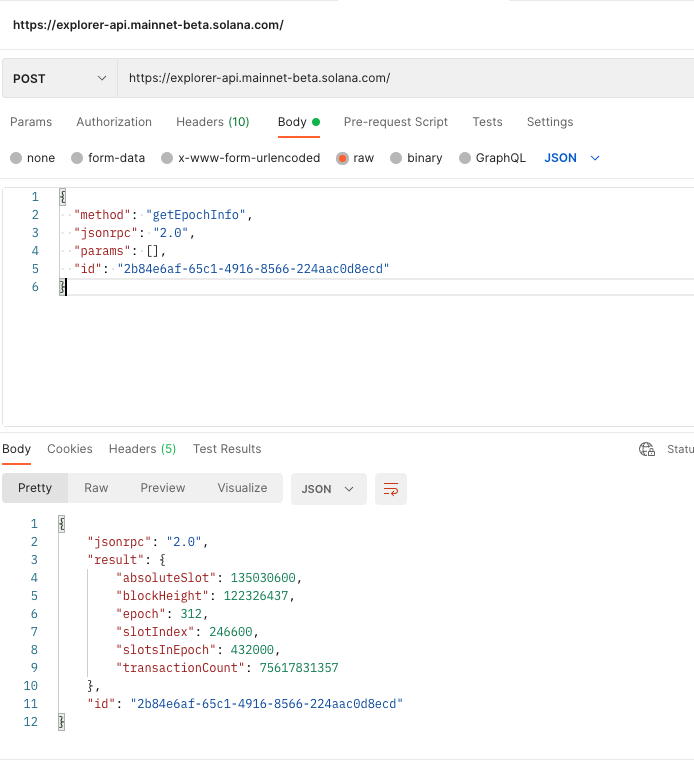 https://explorer-api.mainnet-beta.solana.com/
POST https://explorer-api.mainnet-beta.solana.com/
Params Authorization Headers (10) Body Pre-request Script Tests Settings
none form-data x-www-form-urlencoded raw binary GraphQL JSON
1 {
2 "method": "getEpochInfo",
3 "jsonrpc": "2.0",
4 "params": [],
5 "id": "2b84e6af-65c1-4916-8566-224aac0d8ecd"
6 }
Body Cookies Headers (5) Test Results Statu
Pretty Raw Preview Visualize JSON
1 {
2 "jsonrpc": "2.0",
3 "result": {
4 "absoluteSlot": 135030600,
5 "blockHeight": 122326437,
6 "epoch": 312,
7 "slotIndex": 246600,
8 "slotsInEpoch": 432000,
9 "transactionCount": 75617831357
10 },
11 "id": "2b84e6af-65c1-4916-8566-224aac0d8ecd"
12 }